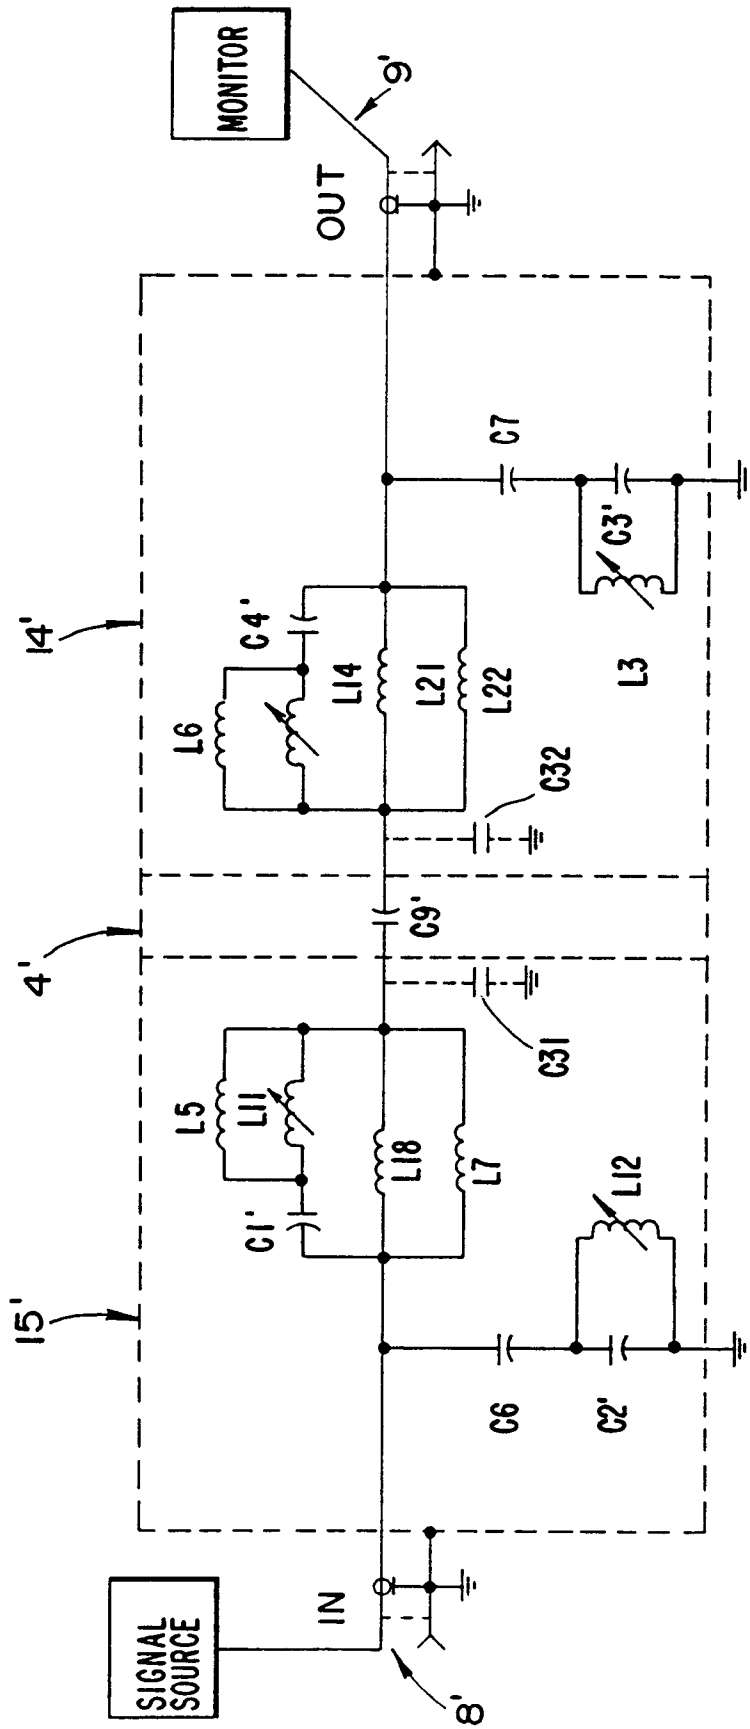 SIGNAL
SOURCE
8'
IN
15'
C6
C2'
L12
C1'
L5
L11
L18
L7
C31
4'
C9'
C32
14'
L6
C4'
L14
L21
L22
C7
C3'
L3
OUT
9'
MONITOR